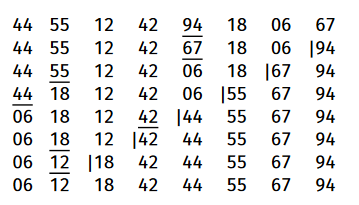 44 55 12 42 94 18 06 67
44 55 12 42 67 18 06 |94
44 55 12 42 06 18 |67 94
44 18 12 42 06 |55 67 94
06 18 12 42 |44 55 67 94
06 18 12 |42 44 55 67 94
06 12 |18 42 44 55 67 94
06 12 18 42 44 55 67 94